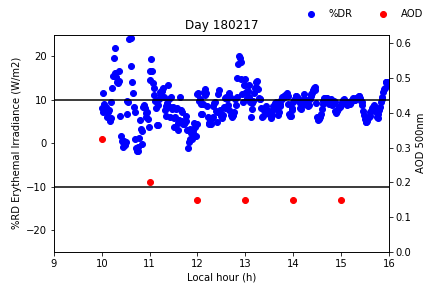 %DR AOD
Day 180217
%RD Erythemal Irradiance (W/m2)
20
10
0
−10
−20
0.6
0.5
0.4
0.3
0.2
0.1
0.0
AOD 500nm
9 10 11 12 13 14 15 16
Local hour (h)